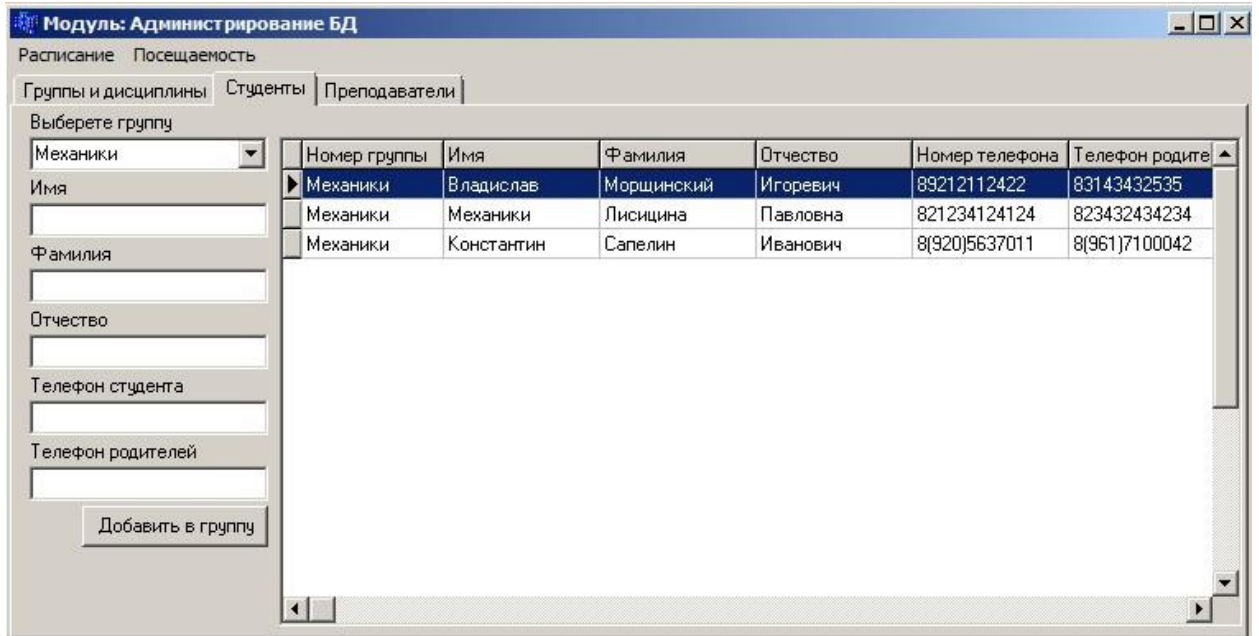 Модуль: Администрирование БД
Расписание Посещаемость
Группы и дисциплины Студенты Преподаватели
Выберете группу
Механики
Имя
Фамилия
Отчество
Телефон студента
Телефон родителей
Добавить в группу
Номер группы Имя Фамилия Отчество Номер телефона Телефон родите
Механики Владислав Морщинский Игоревич 89212112422 83143432535
Механики Механики Лисицина Павловна 821234124124 823432434234
Механики Константин Сапелин Иванович 8(920)5637011 8(961)7100042